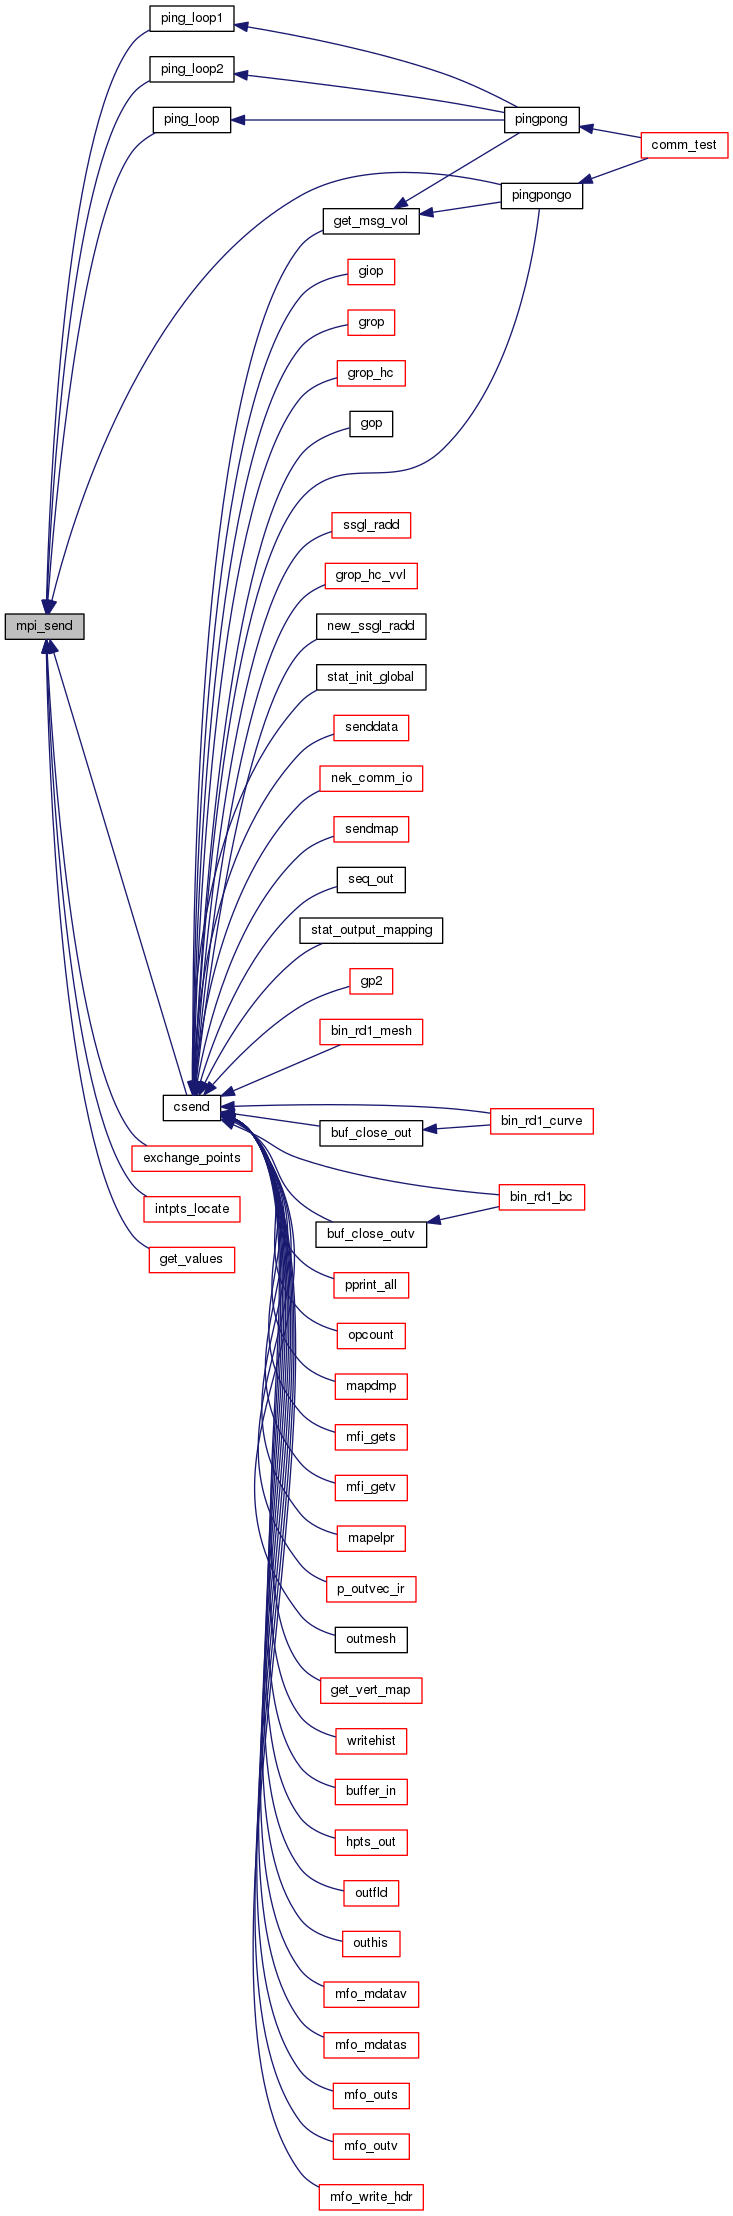 ping_loop1
ping_loop2
ping_loop
pingpong
comm_test
pingpongo
get_msg_vol
giop
grop
grop_hc
gop
ssgl_radd
grop_hc_vvl
mpi_send
new_ssgl_radd
stat_init_global
senddata
nek_comm_io
sendmap
seq_out
stat_output_mapping
gp2
bin_rd1_mesh
csend
bin_rd1_curve
buf_close_out
exchange_points
bin_rd1_bc
intpts_locate
buf_close_outv
get_values
pprint_all
opcount
mapdmp
mfi_gets
mfi_getv
mapelpr
p_outvec_ir
outmesh
get_vert_map
writehist
buffer_in
hpts_out
outfld
outhis
mfo_mdatav
mfo_mdatas
mfo_outs
mfo_outv
mfo_write_hdr